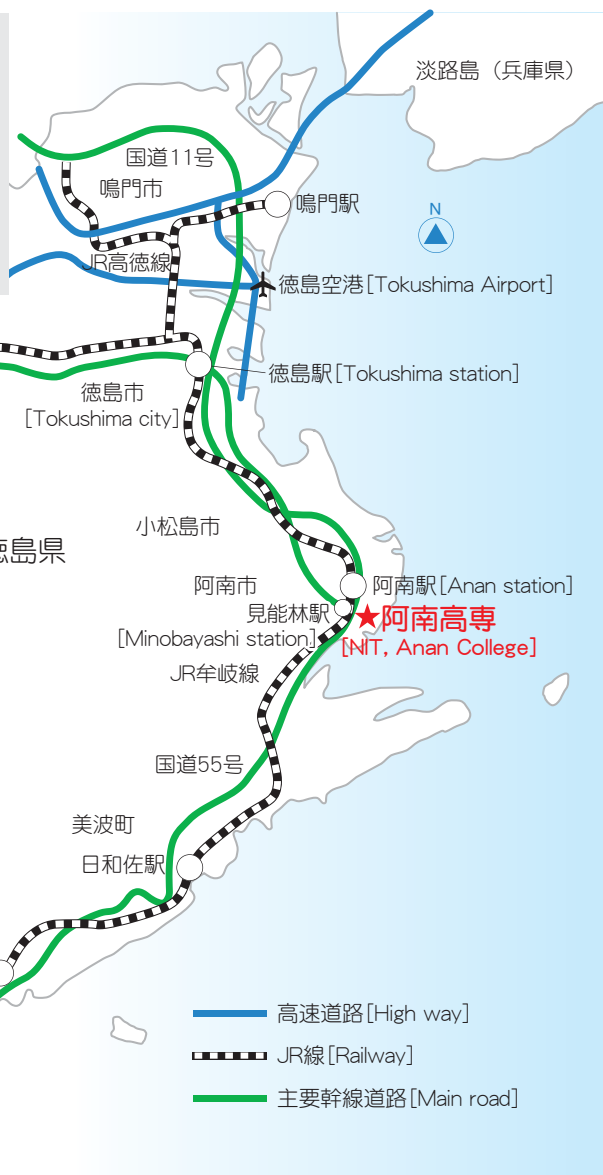 淡路島（兵庫県）
国道11号
鳴門市
鳴門駅
N
JR高徳線
徳島空港[Tokushima Airport]
徳島駅[Tokushima station]
徳島市
[Tokushima city]
小松島市
徳島県
阿南市
阿南駅[Anan station]
見能林駅
[Minobayashi station]
★阿南高専
[NIT, Anan College]
JR牟岐線
国道55号
美波町
日和佐駅
高速道路[High way]
JR線[Railway]
主要幹線道路[Main road]